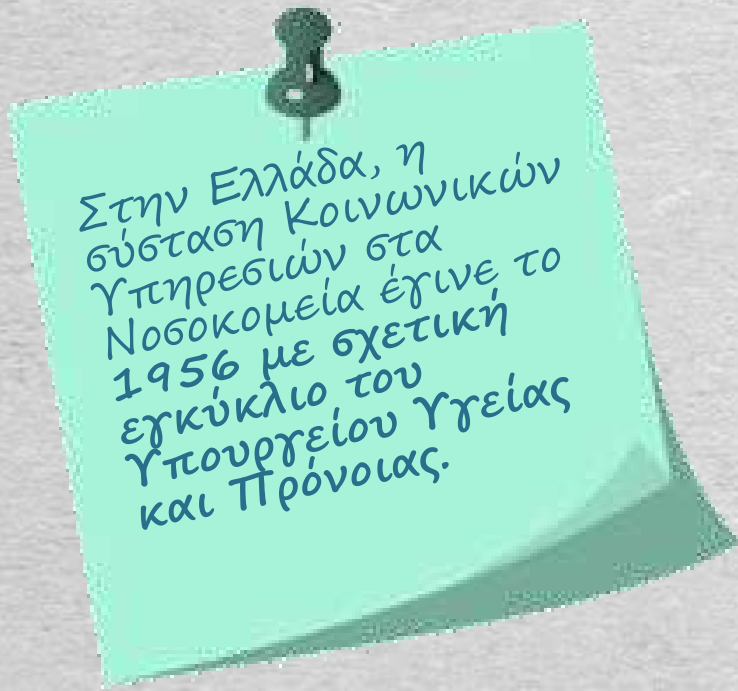 Στην Ελλάδα, η
σύσταση Κοινωνικών
Υπηρεσιών στα
Νοσοκομεία έγινε το
1956 με σχετική
εγκύκλιο του
Υπουργείου Υγείας
και Πρόνοιας.